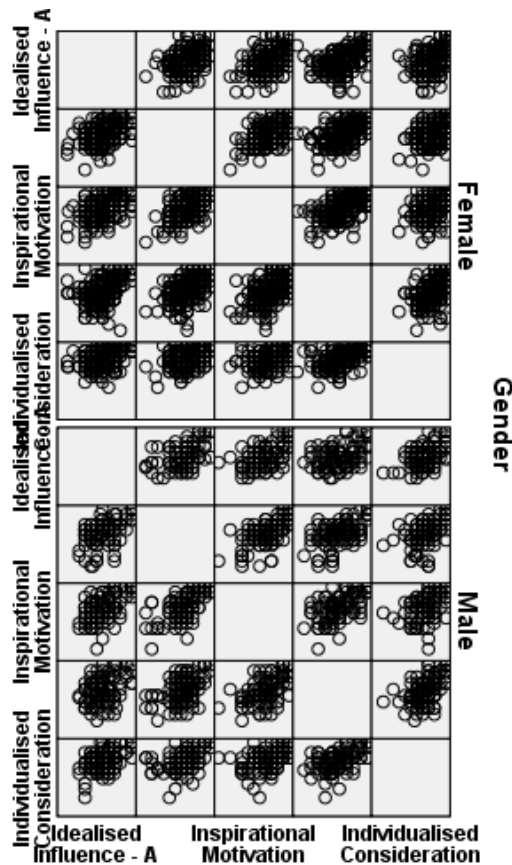 Idealised
Influence - A
Inspirational
Motivation
Individualised
Consideration
Female
Idealised
Influence - A
Inspirational
Motivation
Individualised
Consideration
Male
Gender
Idealised
Influence - A
Inspirational
Motivation
Individualised
Consideration